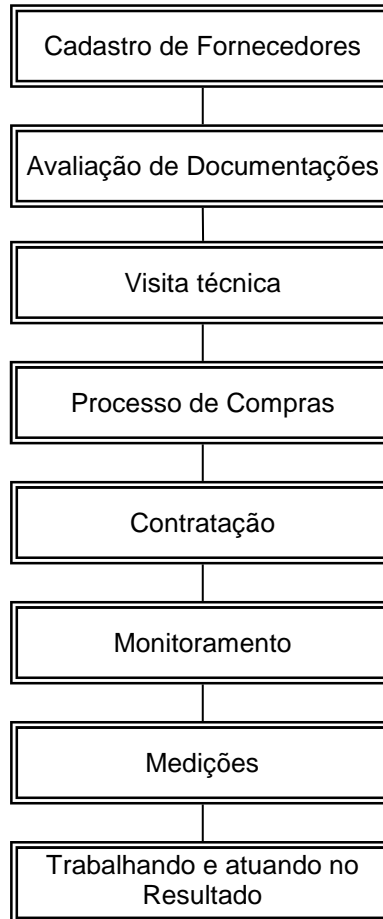 Cadastro de Fornecedores
Avaliação de Documentações
Visita técnica
Processo de Compras
Contratação
Monitoramento
Medições
Trabalhando e atuando no
Resultado